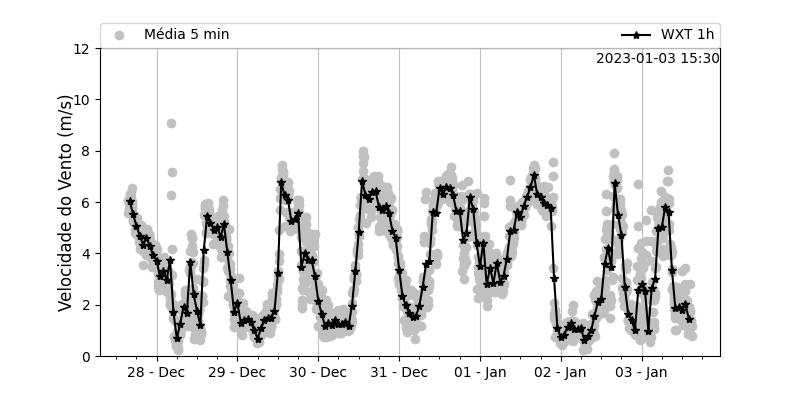 Média 5 min
WXT 1h
2023-01-03 15:30
Velocidade do Vento (m/s)
12
10
8
6
4
2
0
28 - Dec
29 - Dec
30 - Dec
31 - Dec
01 - Jan
02 - Jan
03 - Jan